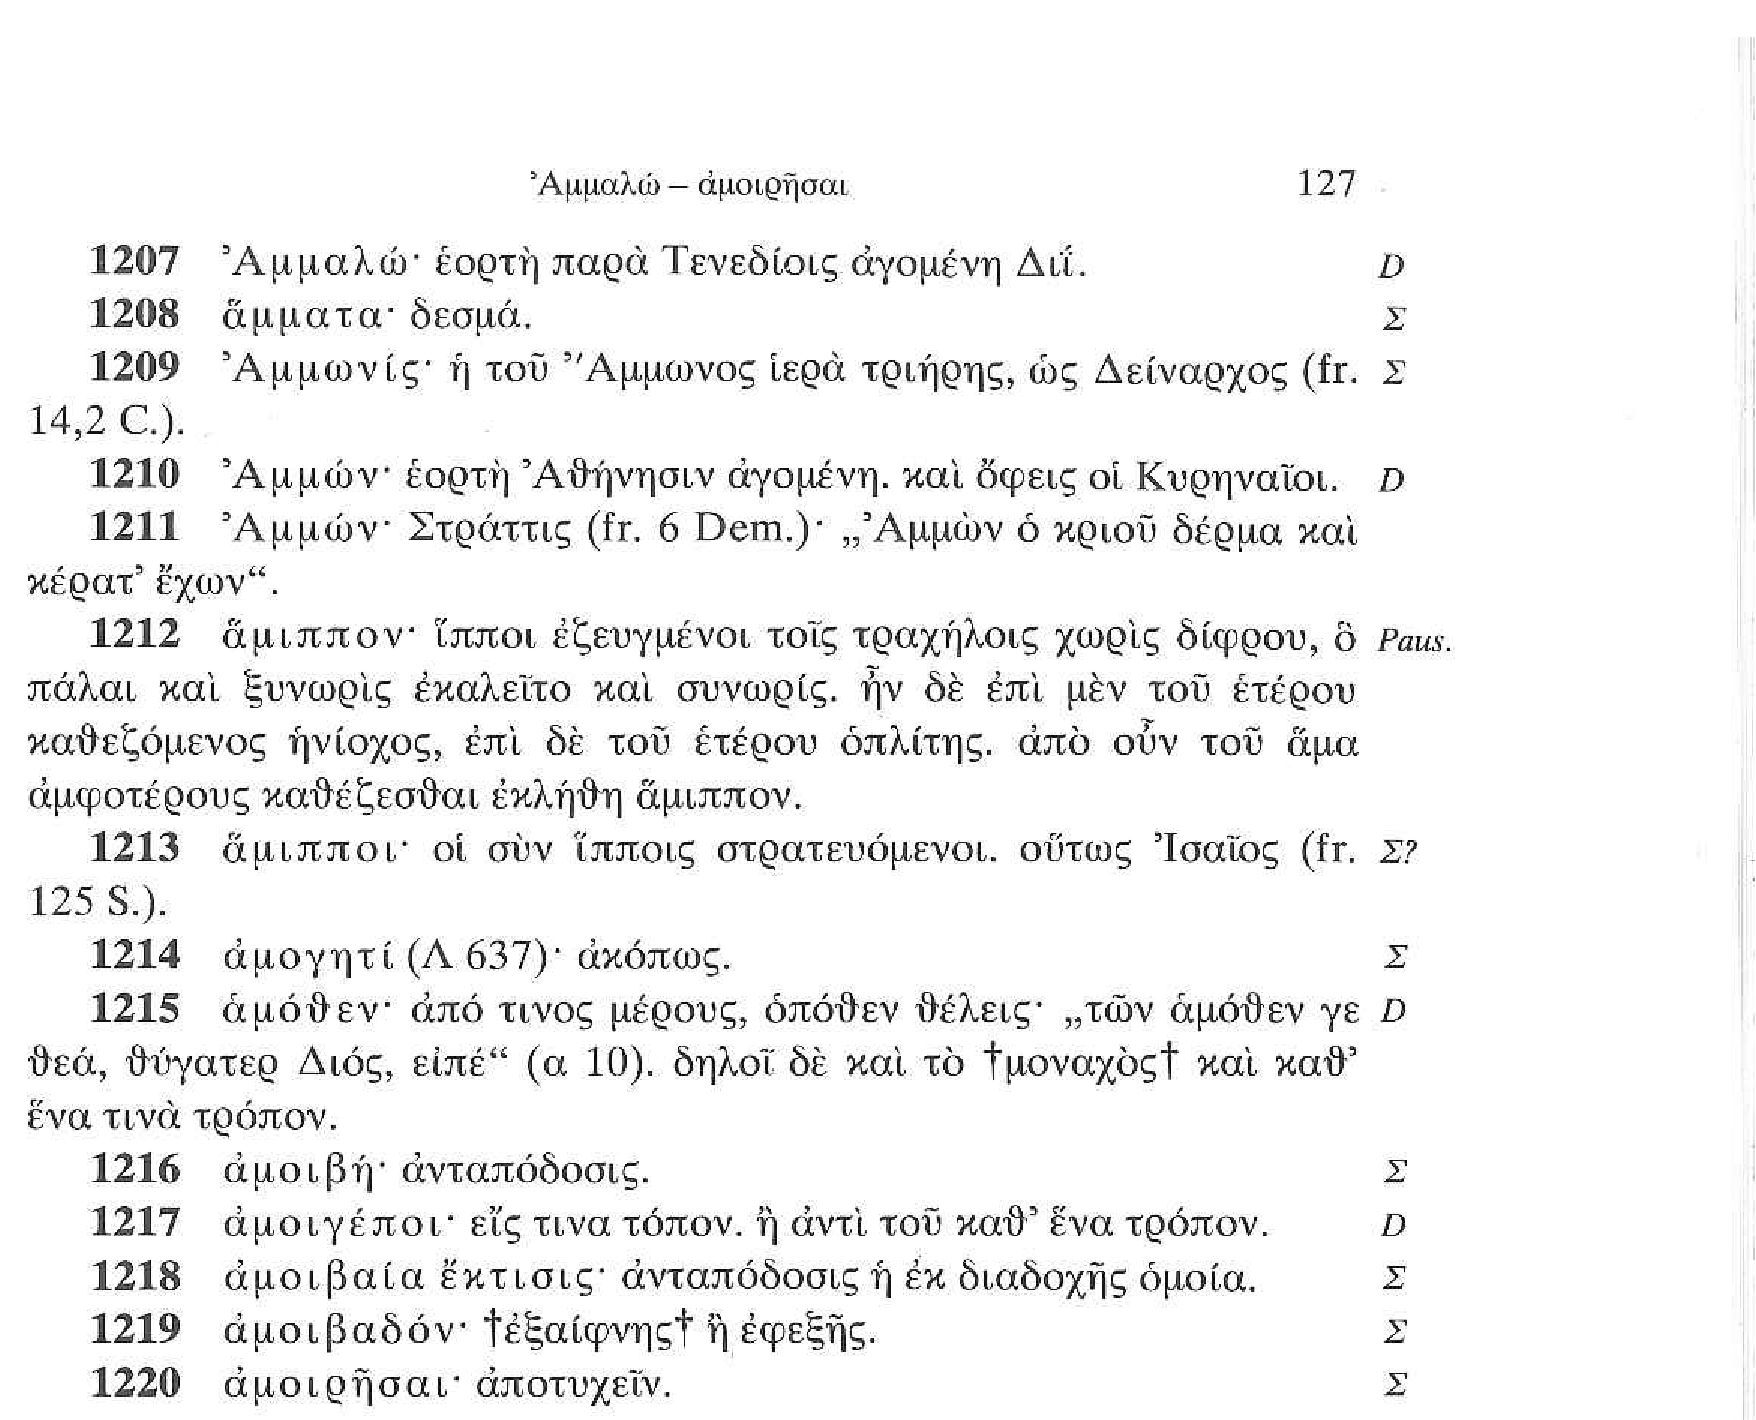 Ἀμμαλώ – ἀμοιρῆσαι 127
1207 Ἀμμαλώ· ἑορτὴ παρὰ Τενεδίοις ἀγομένη Διΐ. D
1208 ἅμματα· δεσμά. Σ
1209 Ἀμμωνίς· ἡ τοῦ Ἄμμωνος ἱερὰ τριήρης, ὡς Δείναρχος (fr. Σ
14,2 C.).
1210 Ἀμμών· ἑορτὴ Ἀθήνησιν ἀγομένη. καὶ ὄφεις οἱ Κυρηναῖοι. D
1211 Ἀμμών· Στράττις (fr. 6 Dem.)· „Ἀμμὼν ὁ κριοῦ δέρμα καὶ
κέρατ’ ἔχων“.
1212 ἅμιππον· ἵπποι ἐζευγμένοι τοῖς τραχήλοις χωρὶς δίφρου, ὃ Paus.
πάλαι καὶ ξυνωρὶς ἐκαλεῖτο καὶ συνωρίς. ἦν δὲ ἐπὶ μὲν τοῦ ἑτέρου
καθεζόμενος ἡνίοχος, ἐπὶ δὲ τοῦ ἑτέρου ὁπλίτης. ἀπὸ οὖν τοῦ ἅμα
ἀμφοτέρους καθέζεσθαι ἐκλήθη ἅμιππον.
1213 ἅμιπποι· οἱ σὺν ἵπποις στρατευόμενοι. οὕτως Ἰσαῖος (fr. Σ?
125 S.).
1214 ἀμογητί (Λ 637)· ἀκόπως. Σ
1215 ἁμόθεν· ἀπό τινος μέρους, ὁπόθεν θέλεις· „τῶν ἁμόθεν γε D
θεά, θύγατερ Διός, εἰπέ“ (α 10). δηλοῖ δὲ καὶ τὸ †μοναχὸς† καὶ καθ’
ἕνα τινὰ τρόπον.
1216 ἀμοιβή· ἀνταπόδοσις. Σ
1217 ἁμοιγέποι· εἴς τινα τόπον. ἢ ἀντὶ τοῦ καθ’ ἕνα τρόπον. D
1218 ἀμοιβαία ἔκτισις· ἀνταπόδοσις ἡ ἐκ διαδοχῆς ὁμοία. Σ
1219 ἀμοιβαδόν· †ἐξαίφνης† ἢ ἐφεξῆς. Σ
1220 ἀμοιρῆσαι· ἀποτυχεῖν. Σ